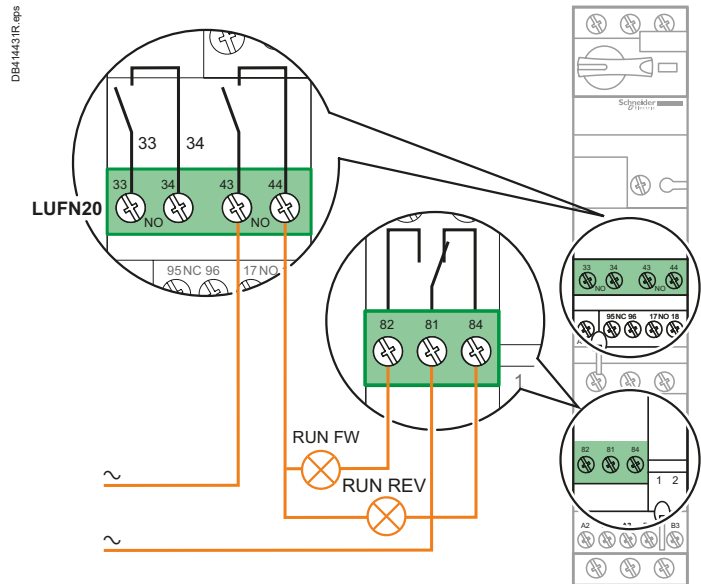 DB414431R.eps
33 34
33 34 43 44
LUFN20
NO NO
95 NC 96 17 NO
82 81 84
1
RUN FW
RUN REV
~
~
Schneider
Electric
33 34 43 44
NO NO
95 NC 96 17 NO 18
A
82 81 84
1 2
A2 B3